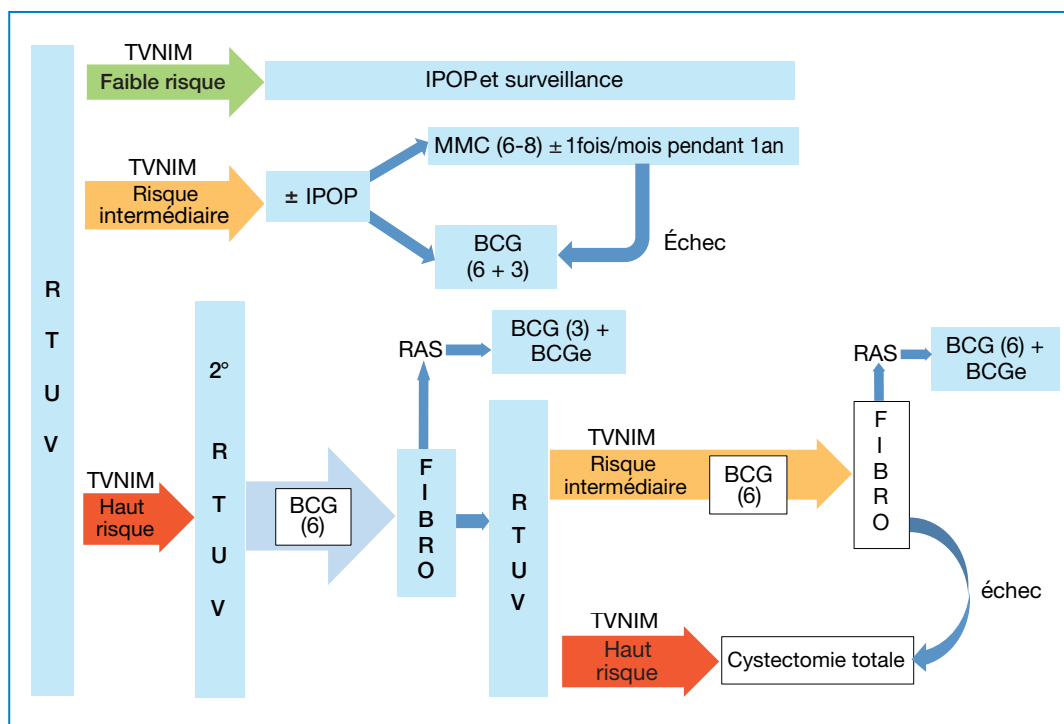 R
T
U
V
TVNIM
Faible risque
IPOP et surveillance
TVNIM
Risque
intermédiaire
± IPOP
MMC (6-8) ± 1fois/mois pendant 1an
BCG
(6 + 3)
Échec
TVNIM
Haut
risque
2°
R
T
U
V
BCG
(6)
F
I
B
R
O
RAS
BCG (3) +
BCGe
R
T
U
V
TVNIM
Risque
intermédiaire
BCG
(6)
F
I
B
R
O
RAS
BCG (6) +
BCGe
échec
TVNIM
Haut
risque
Cystectomie totale